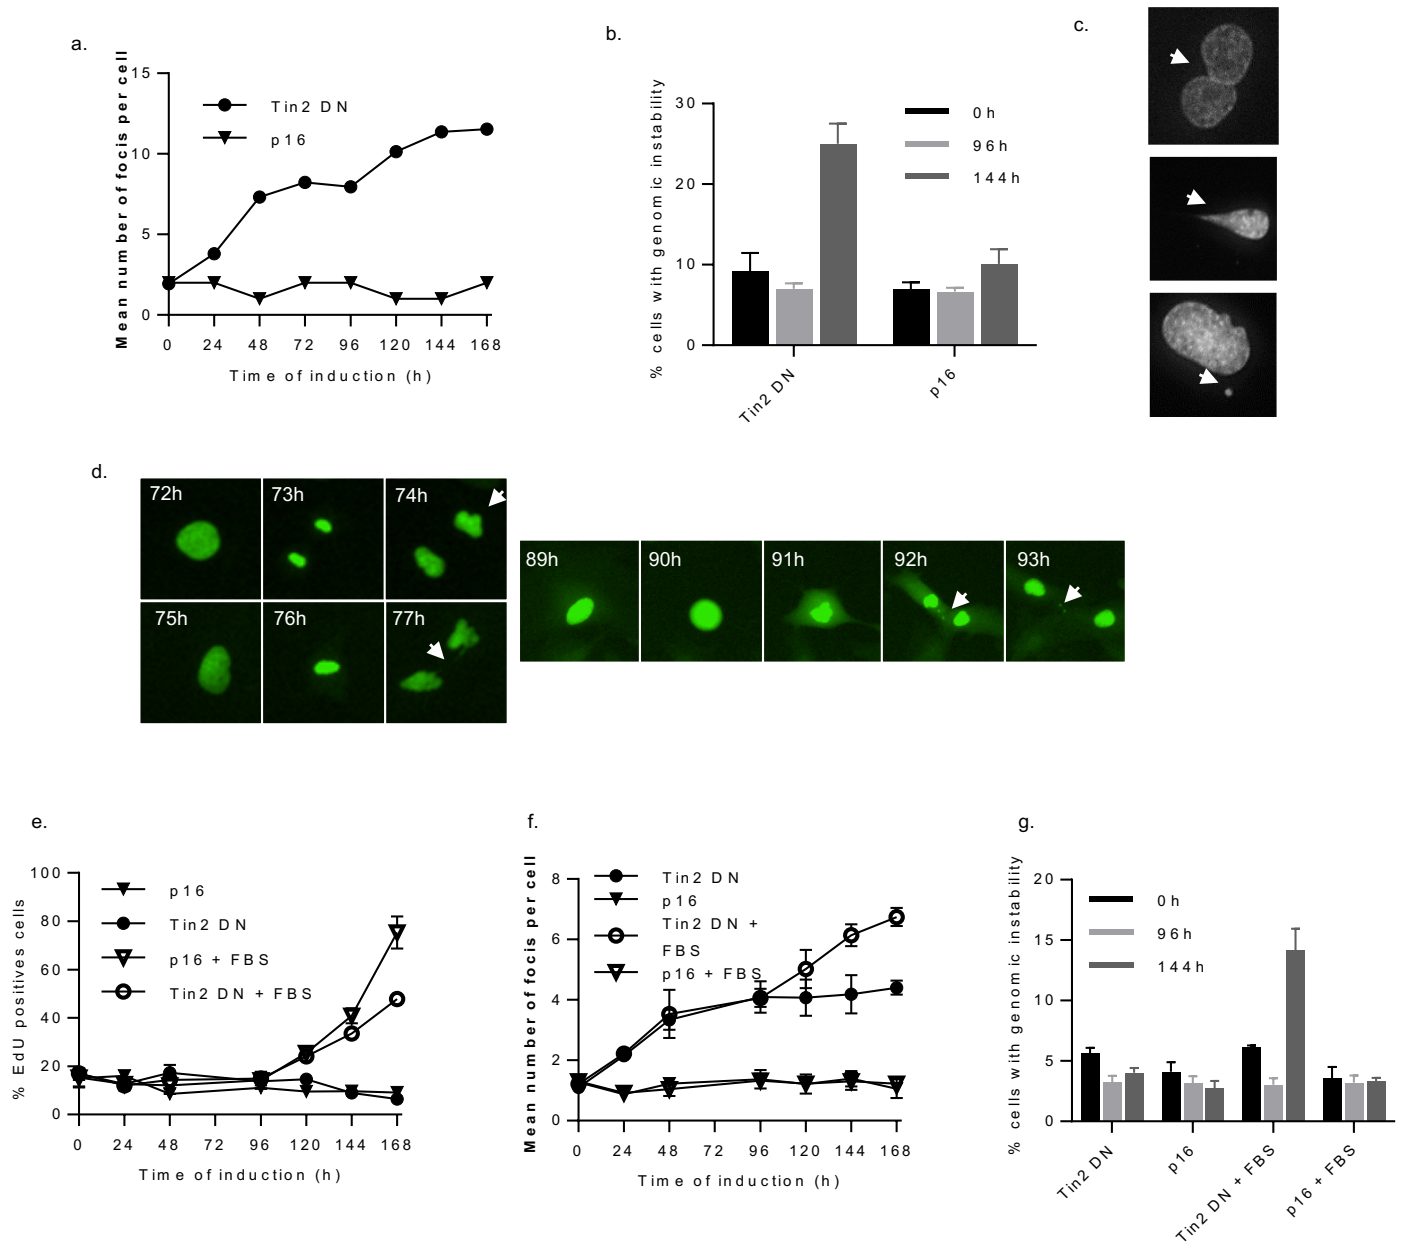 a.
Mean number of focis per cell
15
10
5
0
Tin2 DN
p16
0 24 48 72 96 120 144 168
Time of induction (h)
b.
% cells with genomic instability
30
20
10
0
0h
96h
144h
Tin2 DN
p16
c.
d.
72h
73h
74h
75h
76h
77h
89h
90h
91h
92h
93h
e.
% EdU positives cells
100
80
60
40
20
0
p16
Tin2 DN
p16 + FBS
Tin2 DN + FBS
0 24 48 72 96 120 144 168
Time of induction (h)
f.
Mean number of focis per cell
8
6
4
2
0
Tin2 DN
p16
Tin2 DN +
FBS
p16 + FBS
0 24 48 72 96 120 144 168
Time of induction (h)
g.
% cells with genomic instability
20
15
10
5
0
0h
96h
144h
Tin2 DN
p16
Tin2 DN + FBS
p16 + FBS